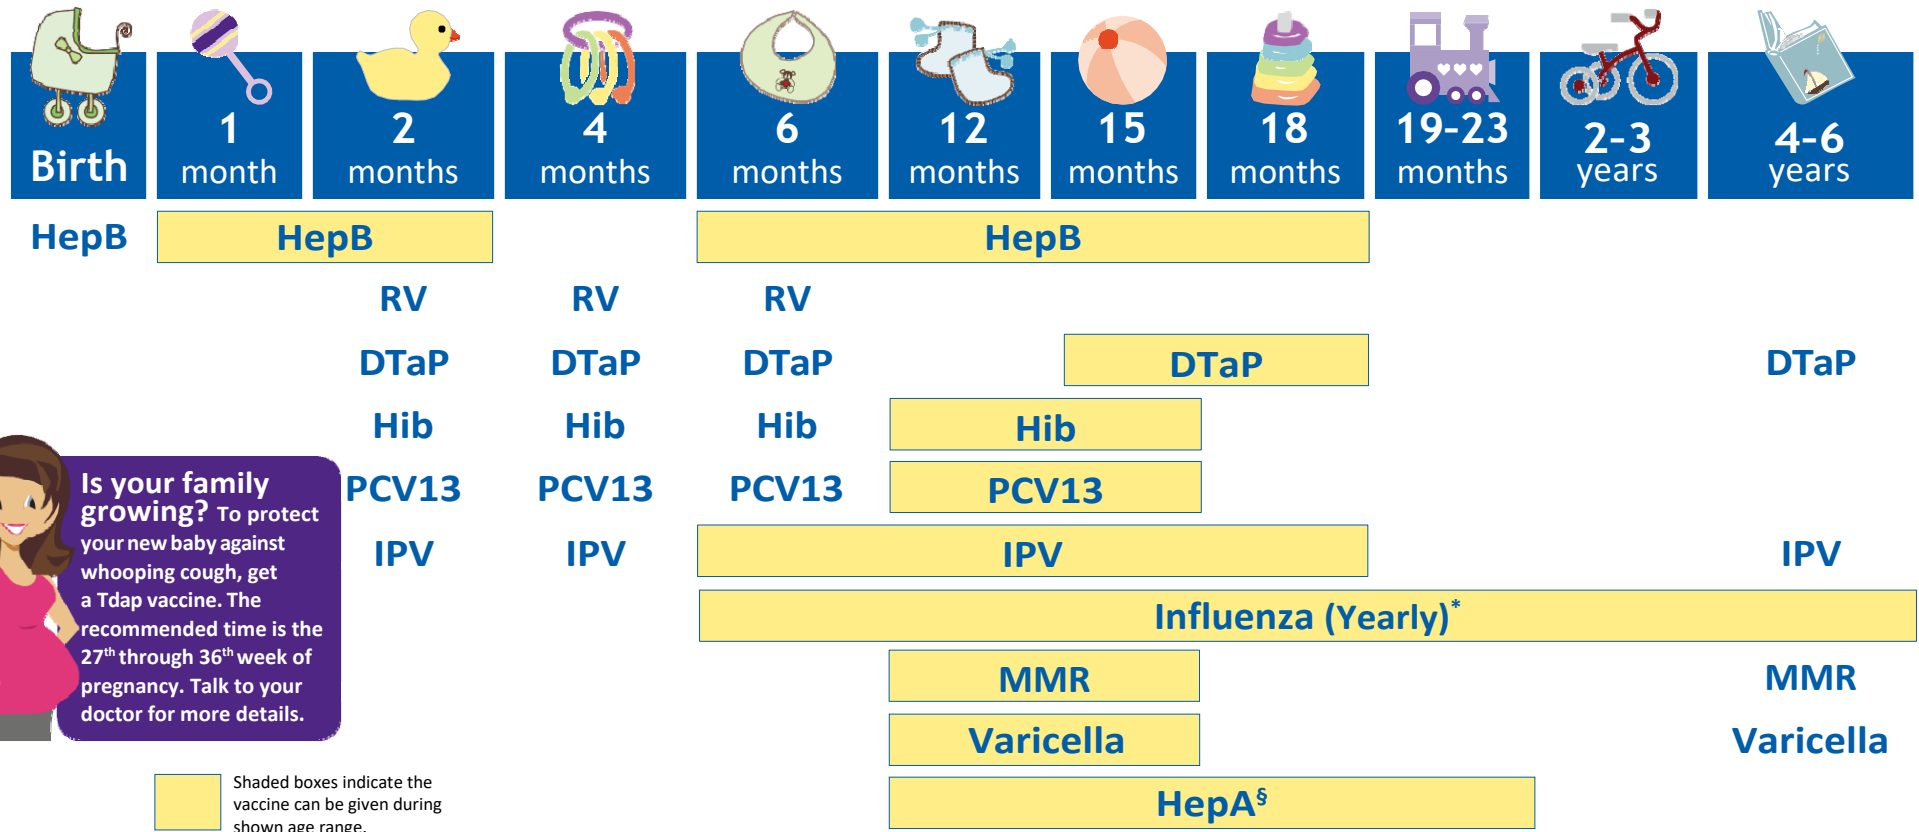 Birth
1
month
2
months
4
months
6
months
12
months
15
months
18
months
19-23
months
2-3
years
4-6
years
HepB HepB HepB
RV RV RV
DTaP DTaP DTaP DTaP DTaP
Hib Hib Hib Hib
PCV13 PCV13 PCV13 PCV13
IPV IPV IPV IPV
Influenza (Yearly)*
MMR MMR
Varicella Varicella
HepA§
Is your family
growing? To protect
your new baby against
whooping cough, get
a Tdap vaccine. The
recommended time is the
27th through 36th week of
pregnancy. Talk to your
doctor for more details.
Shaded boxes indicate the
vaccine can be given during
shown age range.